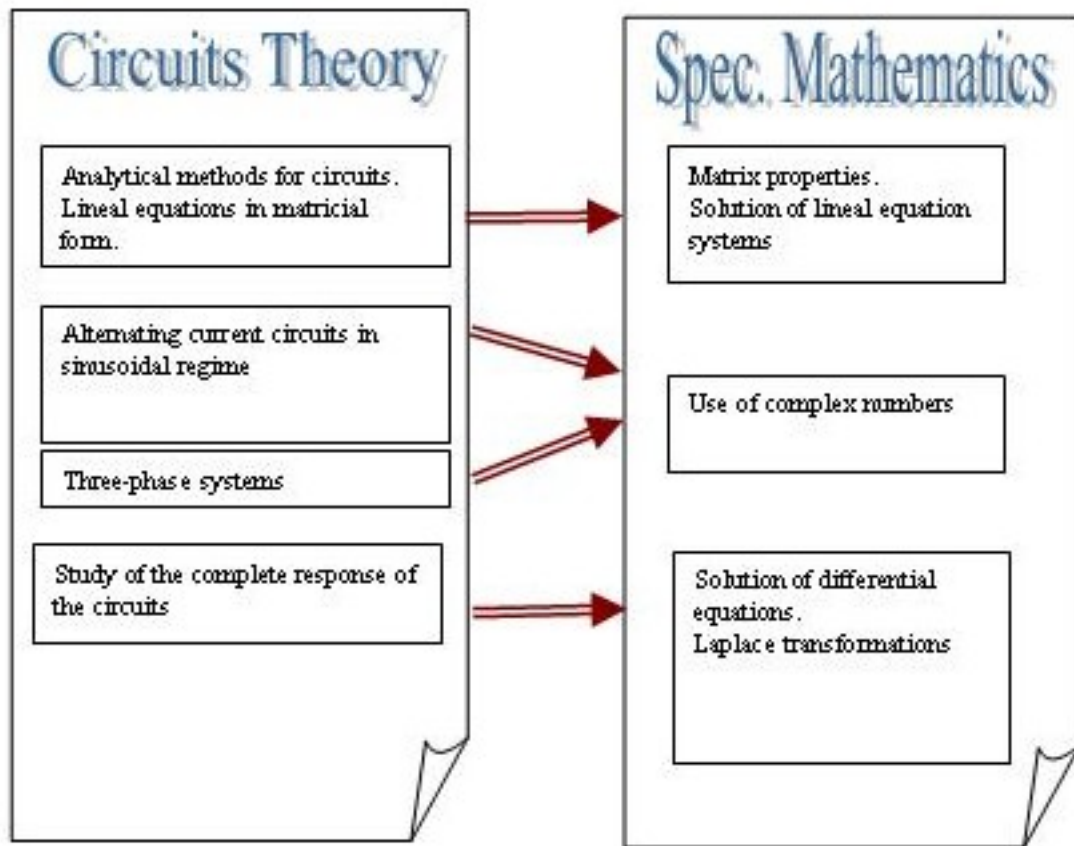 Circuits Theory
Analytical methods for circuits.
Lineal equations in matricial
form.
Alternating current circuits in
sinusoidal regime
Three-phase systems
Study of the complete response of
the circuits
Spec. Mathematics
Matrix properties.
Solution of lineal equation
systems
Use of complex numbers
Solution of differential
equations.
Laplace transformations